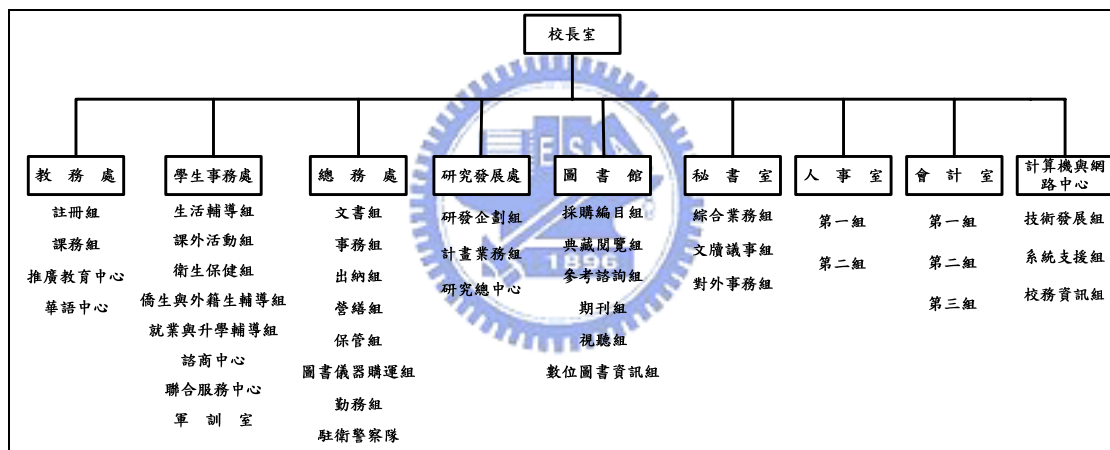 校長室
教務處
註冊組
課務組
推廣教育中心
華語中心
學生事務處
生活輔導組
課外活動組
衛生保健組
僑生與外籍生輔導組
就業與升學輔導組
諮商中心
聯合服務中心
軍訓室
總務處
文書組
事務組
出納組
營繕組
保管組
圖書儀器購運組
勤務組
駐衛警察隊
研究發展處
研發企劃組
計畫業務組
研究總中心
圖書館
採購編目組
典藏閱覽組
參考諮詢組
期刊組
視聽組
數位圖書資訊組
秘書室
綜合業務組
文牘議事組
對外事務組
人事室
第一組
第二組
會計室
第一組
第二組
第三組
計算機與網
路中心
技術發展組
系統支援組
校務資訊組
ES
1896